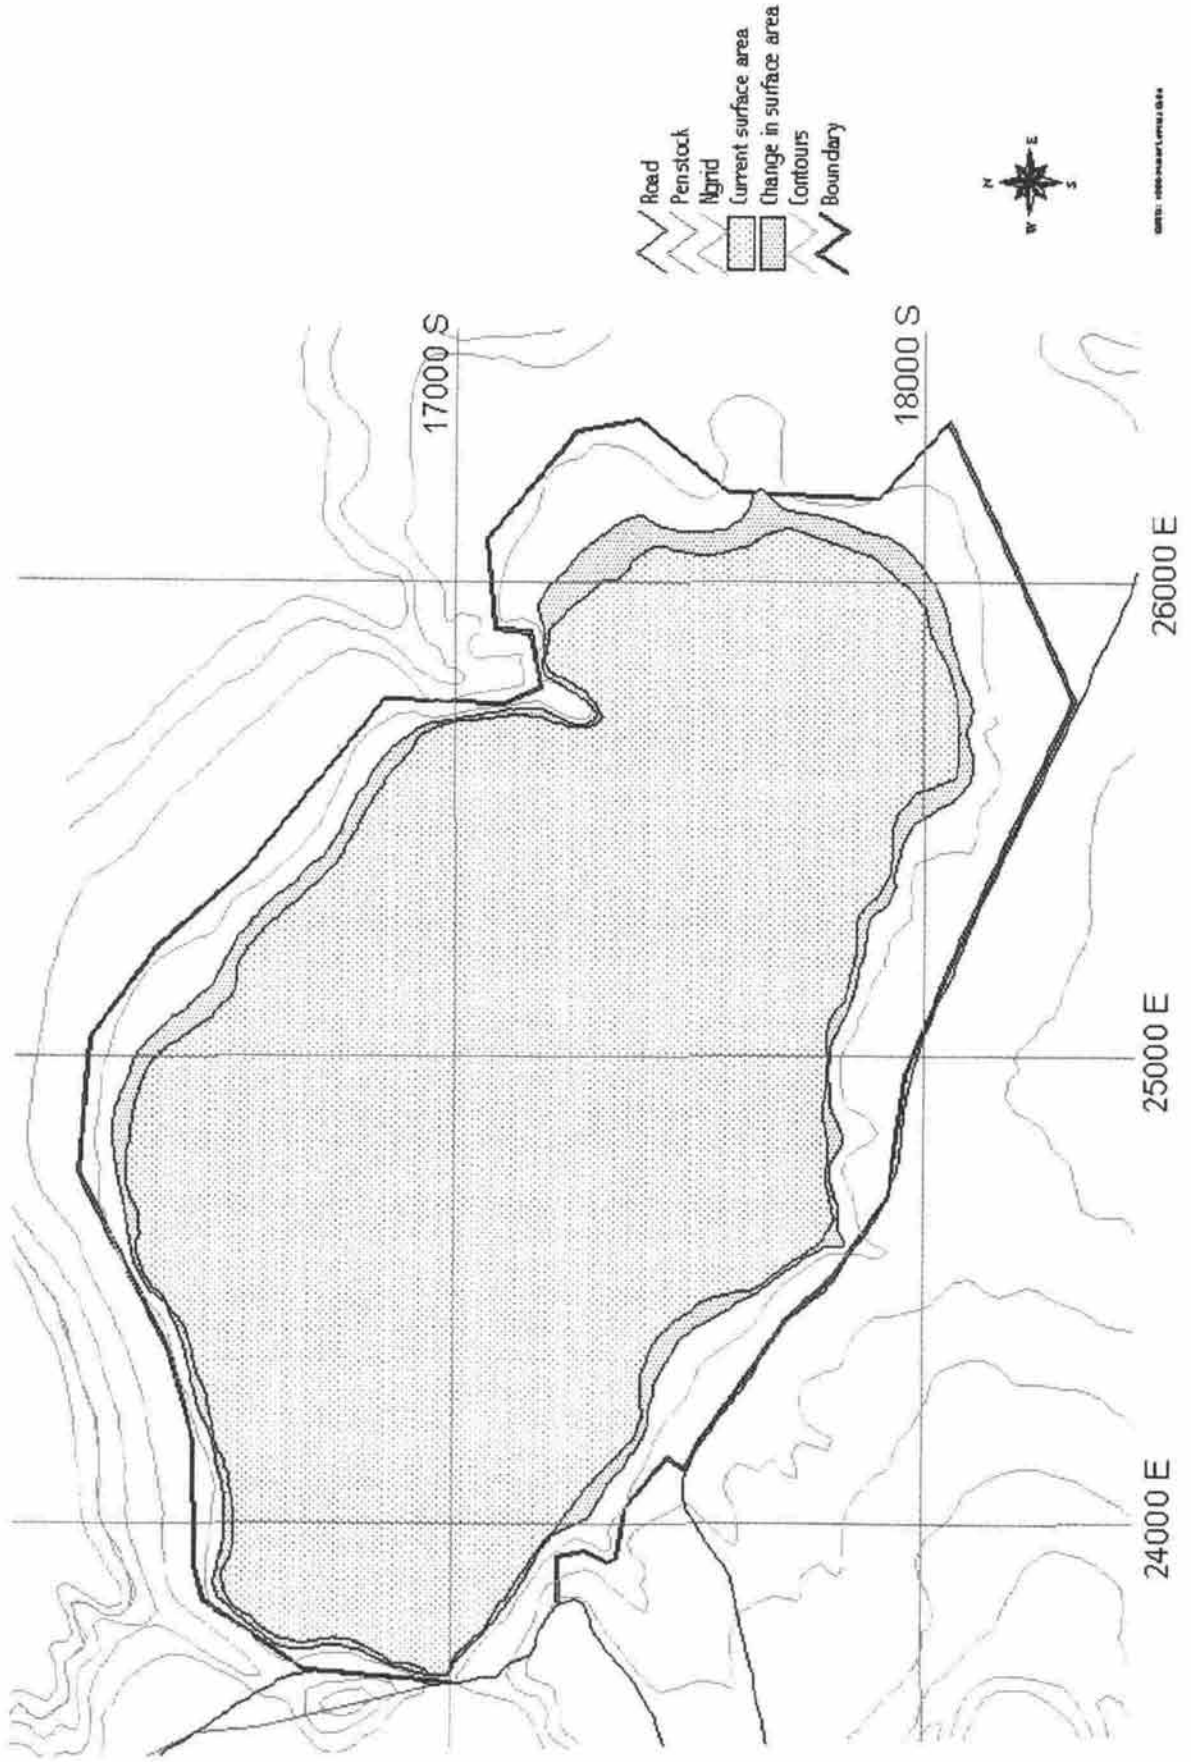 Road
Penstock
Ngrid
Current surface area
Change in surface area
Contours
Boundary
N
W
E
S
17000 S
18000 S
24000 E
25000 E
26000 E